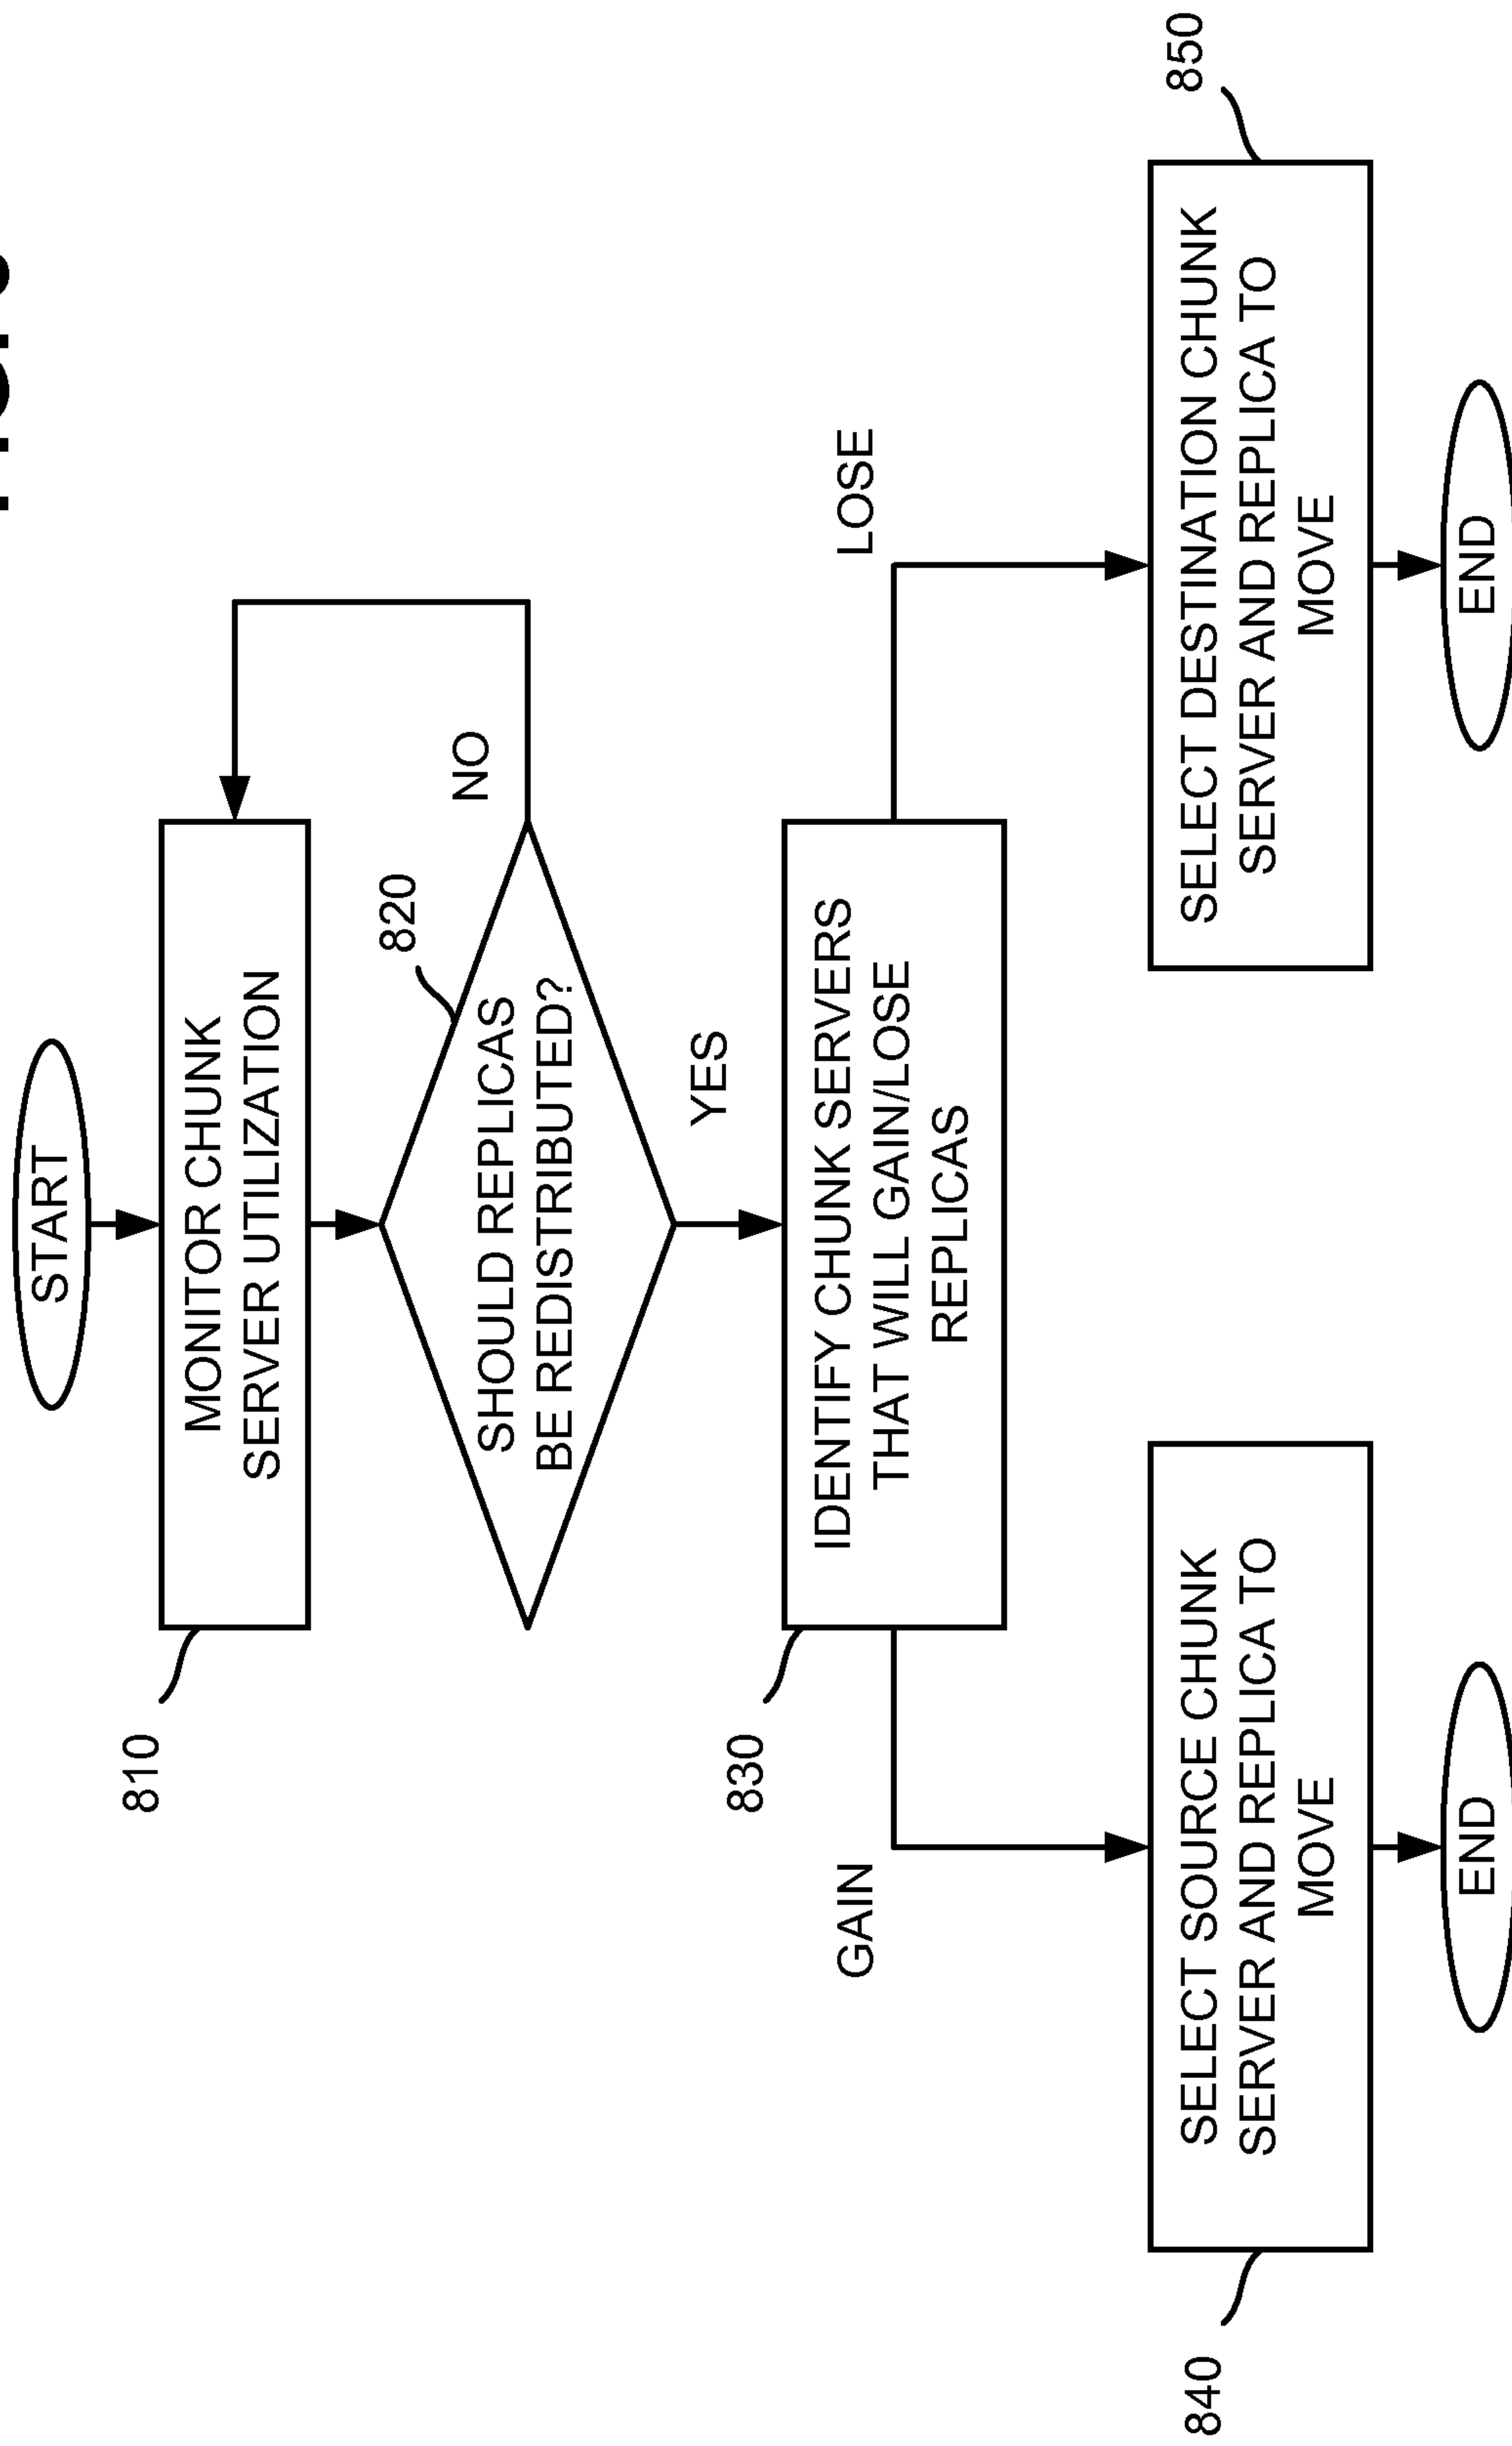 START
810
MONITOR CHUNK
SERVER UTILIZATION
820
SHOULD REPLICAS
BE REDISTRIBUTED?
NO
YES
830
IDENTIFY CHUNK SERVERS
THAT WILL GAIN/LOSE
REPLICAS
GAIN
LOSE
840
SELECT SOURCE CHUNK
SERVER AND REPLICA TO
MOVE
850
SELECT DESTINATION CHUNK
SERVER AND REPLICA TO
MOVE
END
END